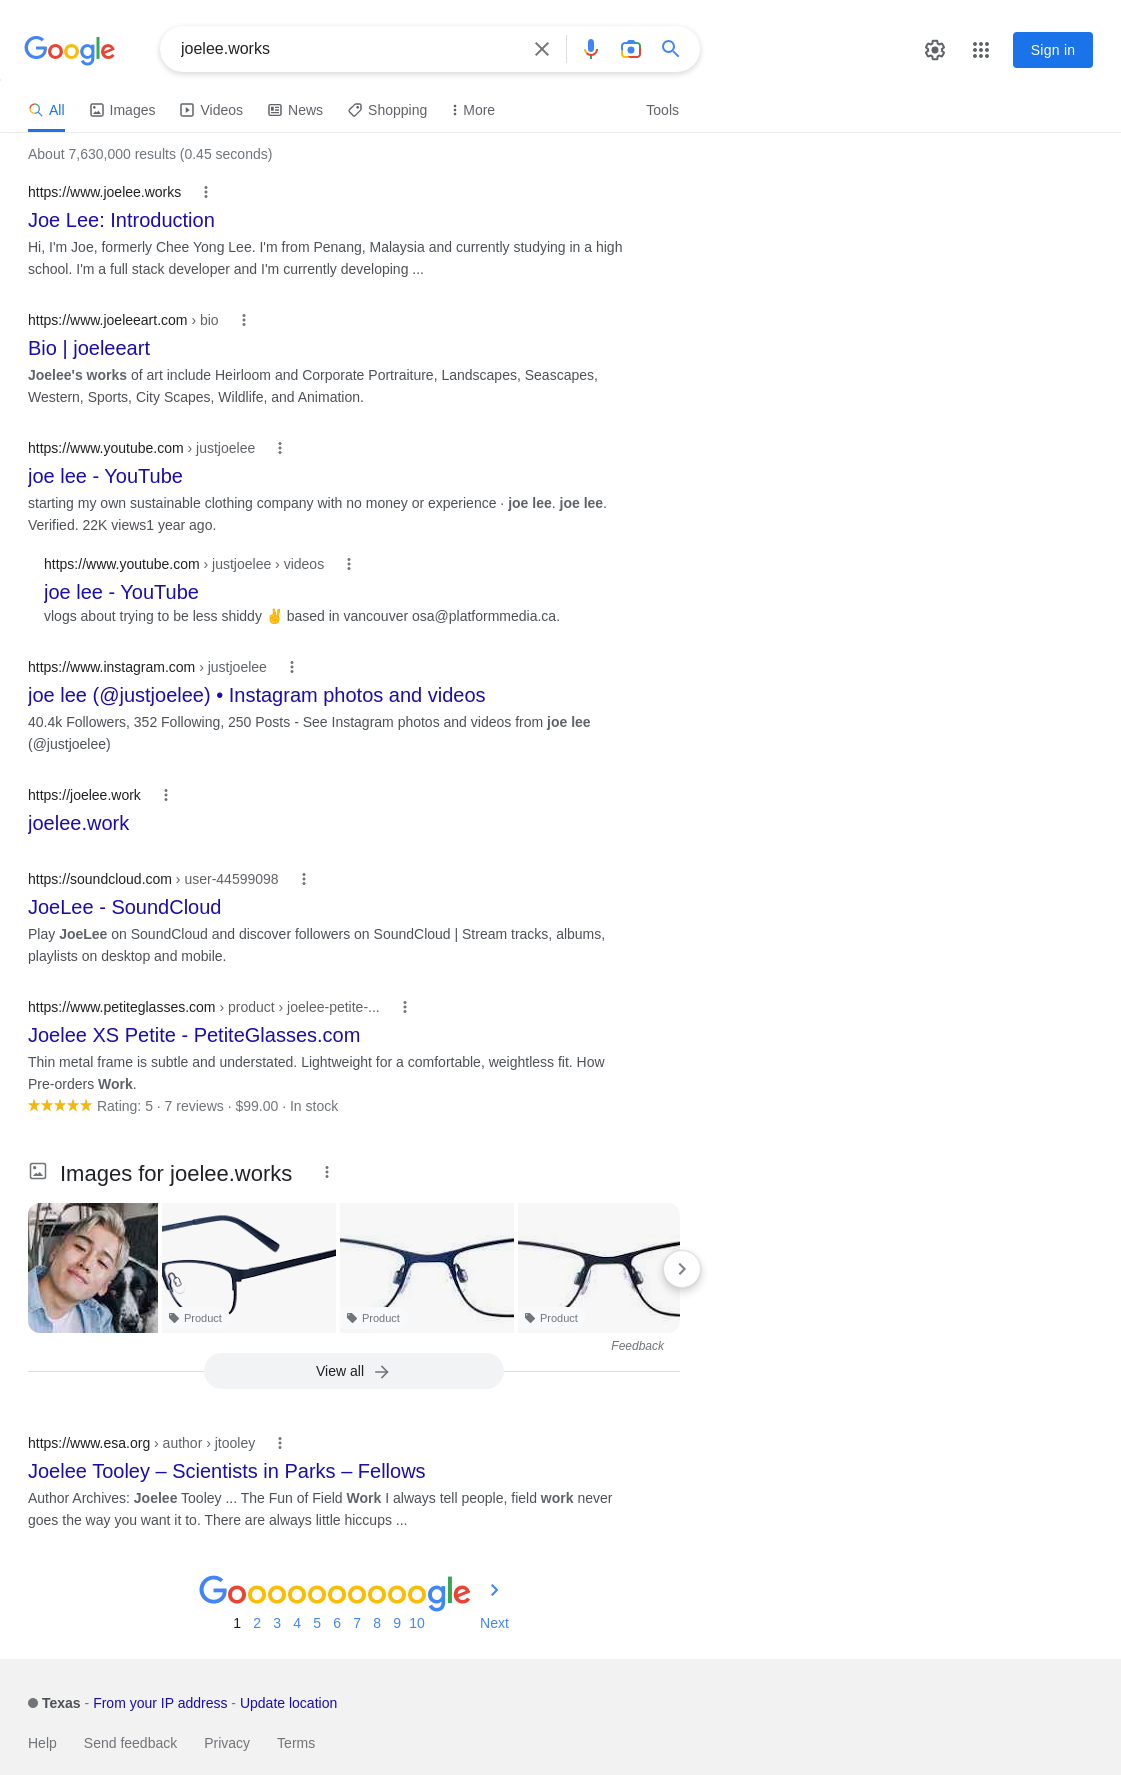 Google
joelee.works
Sign in
All
Images
Videos
News
Shopping
More
Tools
About 7,630,000 results (0.45 seconds)
https://www.joelee.works
Joe Lee: Introduction
Hi, I'm Joe, formerly Chee Yong Lee. I'm from Penang, Malaysia and currently studying in a high
school. I'm a full stack developer and I'm currently developing ...
https://www.joeleeart.com › bio
Bio | joeleeart
Joelee's works of art include Heirloom and Corporate Portraiture, Landscapes, Seascapes,
Western, Sports, City Scapes, Wildlife, and Animation.
https://www.youtube.com › justjoelee
joe lee - YouTube
starting my own sustainable clothing company with no money or experience · joe lee. joe lee.
Verified. 22K views1 year ago.
https://www.youtube.com › justjoelee › videos
joe lee - YouTube
vlogs about trying to be less shiddy ✌️ based in vancouver osa@platformmedia.ca.
https://www.instagram.com › justjoelee
joe lee (@justjoelee) • Instagram photos and videos
40.4k Followers, 352 Following, 250 Posts - See Instagram photos and videos from joe lee
(@justjoelee)
https://joelee.work
joelee.work
https://soundcloud.com › user-44599098
JoeLee - SoundCloud
Play JoeLee on SoundCloud and discover followers on SoundCloud | Stream tracks, albums,
playlists on desktop and mobile.
https://www.petiteglasses.com › product › joelee-petite-...
Joelee XS Petite - PetiteGlasses.com
Thin metal frame is subtle and understated. Lightweight for a comfortable, weightless fit. How
Pre-orders Work.
Rating: 5 · 7 reviews · $99.00 · In stock
Images for joelee.works
Product
Product
Product
Feedback
View all
https://www.esa.org › author › jtooley
Joelee Tooley – Scientists in Parks – Fellows
Author Archives: Joelee Tooley ... The Fun of Field Work I always tell people, field work never
goes the way you want it to. There are always little hiccups ...
Goooooooooogle
1 2 3 4 5 6 7 8 9 10 Next
Texas - From your IP address - Update location
Help Send feedback Privacy Terms